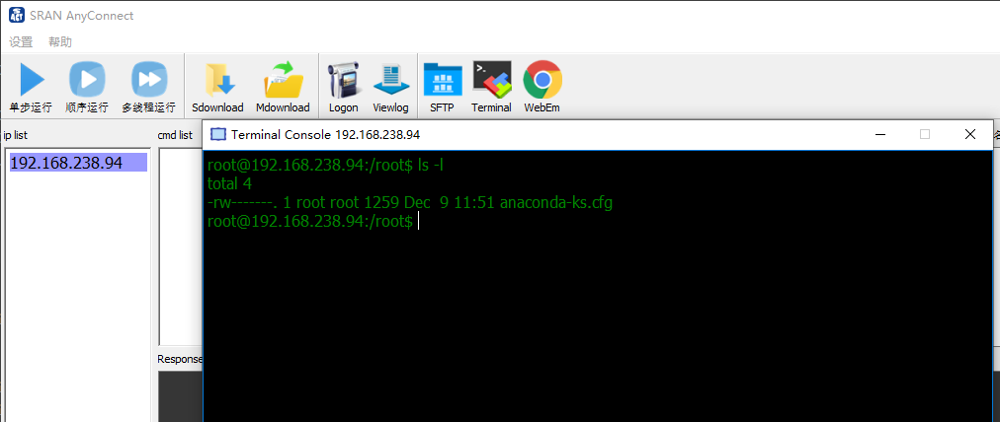 SRAN AnyConnect
设置 帮助
单步运行 顺序运行 多线程运行 Sdownload Mdownload Logon Viewlog SFTP Terminal WebEm
ip list cmd list
Terminal Console 192.168.238.94
192.168.238.94
root@192.168.238.94:/root$ ls -l
total 4
-rw-------. 1 root root 1259 Dec  9 11:51 anaconda-ks.cfg
root@192.168.238.94:/root$
Response